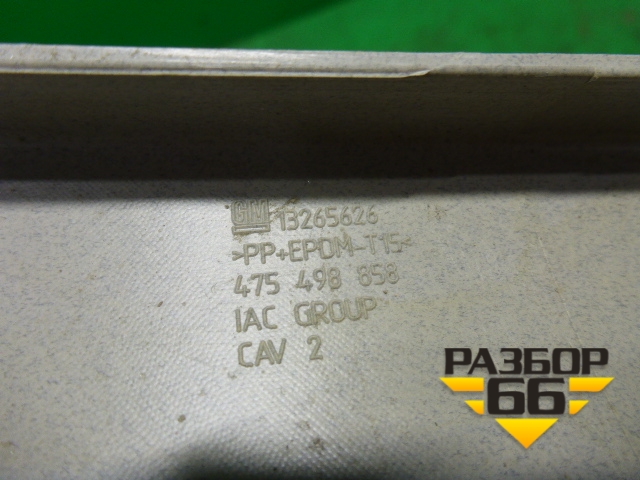 GM 13265626
>PP+EPDM-T15<
475 498 858
IAC GROUP
CAV 2
РАЗБОР
66